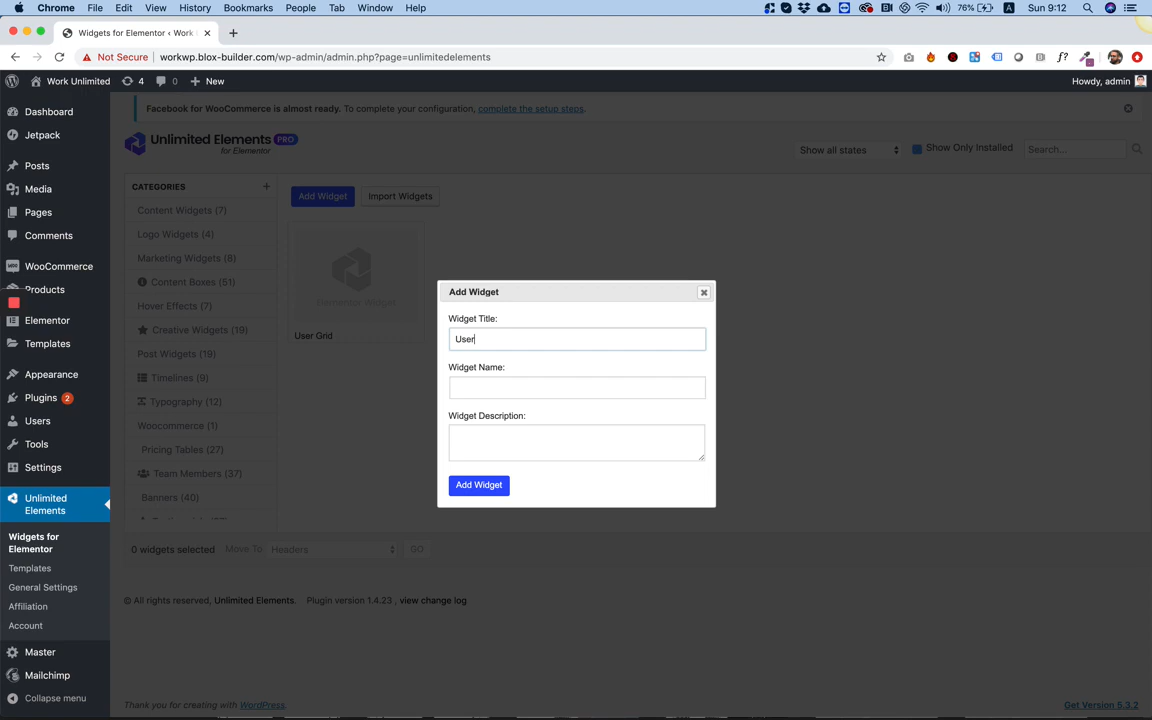 Chrome File Edit View History Bookmarks People Tab Window Help 76% Sun 9:12
Widgets for Elementor ‹ Work
Not Secure workwp.blox-builder.com/wp-admin/admin.php?page=unlimitedelements
Work Unlimited 4 0 New Howdy, admin
Dashboard
Jetpack
Posts
Media
Pages
Comments
WooCommerce
Products
Elementor
Templates
Appearance
Plugins 2
Users
Tools
Settings
Unlimited
Elements
Widgets for
Elementor
Templates
General Settings
Affiliation
Account
Master
Mailchimp
Collapse menu
Facebook for WooCommerce is almost ready. To complete your configuration, complete the setup steps.
Unlimited Elements PRO
for Elementor
Show all states Show Only Installed Search...
CATEGORIES +
Content Widgets (7)
Logo Widgets (4)
Marketing Widgets (8)
Content Boxes (51)
Hover Effects (7)
Creative Widgets (19)
Post Widgets (19)
Timelines (9)
Typography (12)
Woocommerce (1)
Pricing Tables (27)
Team Members (37)
Banners (40)
Add Widget Import Widgets
Elementor Widget
User Grid
Add Widget
Widget Title:
User
Widget Name:
Widget Description:
Add Widget
0 widgets selected Move To Headers GO
© All rights reserved, Unlimited Elements. Plugin version 1.4.23 , view change log
Thank you for creating with WordPress. Get Version 5.3.2